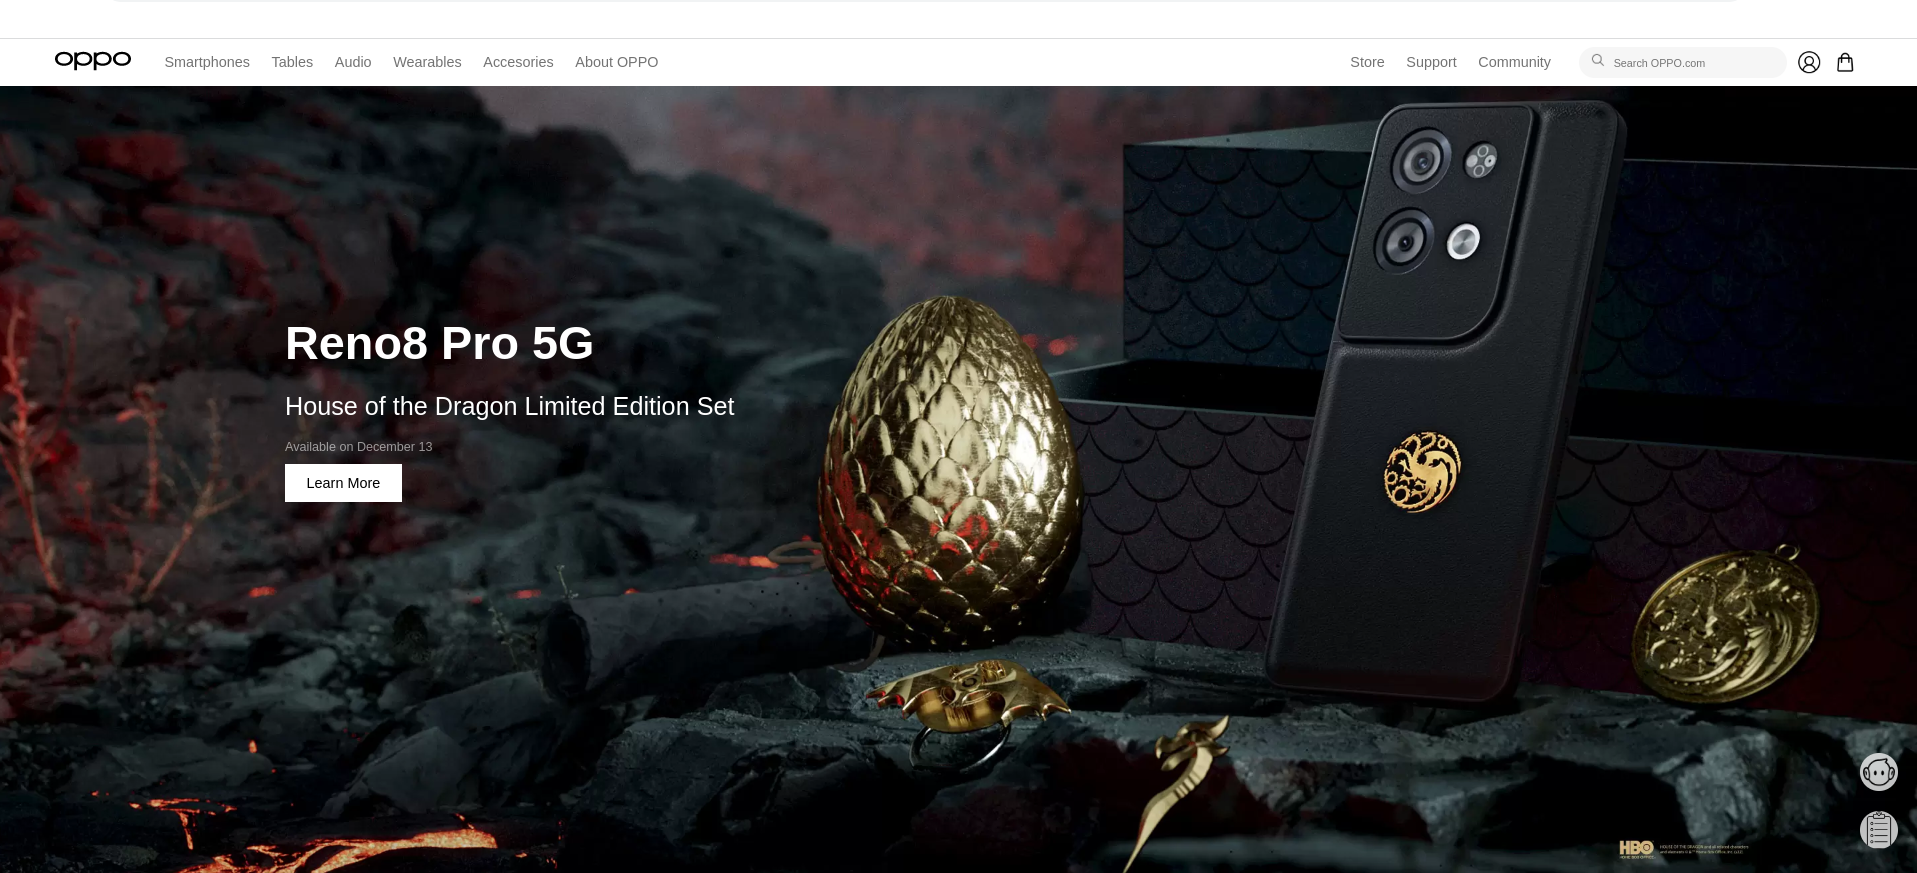 oppo
Smartphones Tables Audio Wearables Accesories About OPPO Store Support Community Search OPPO.com
Reno8 Pro 5G
House of the Dragon Limited Edition Set
Available on December 13
Learn More
HBO